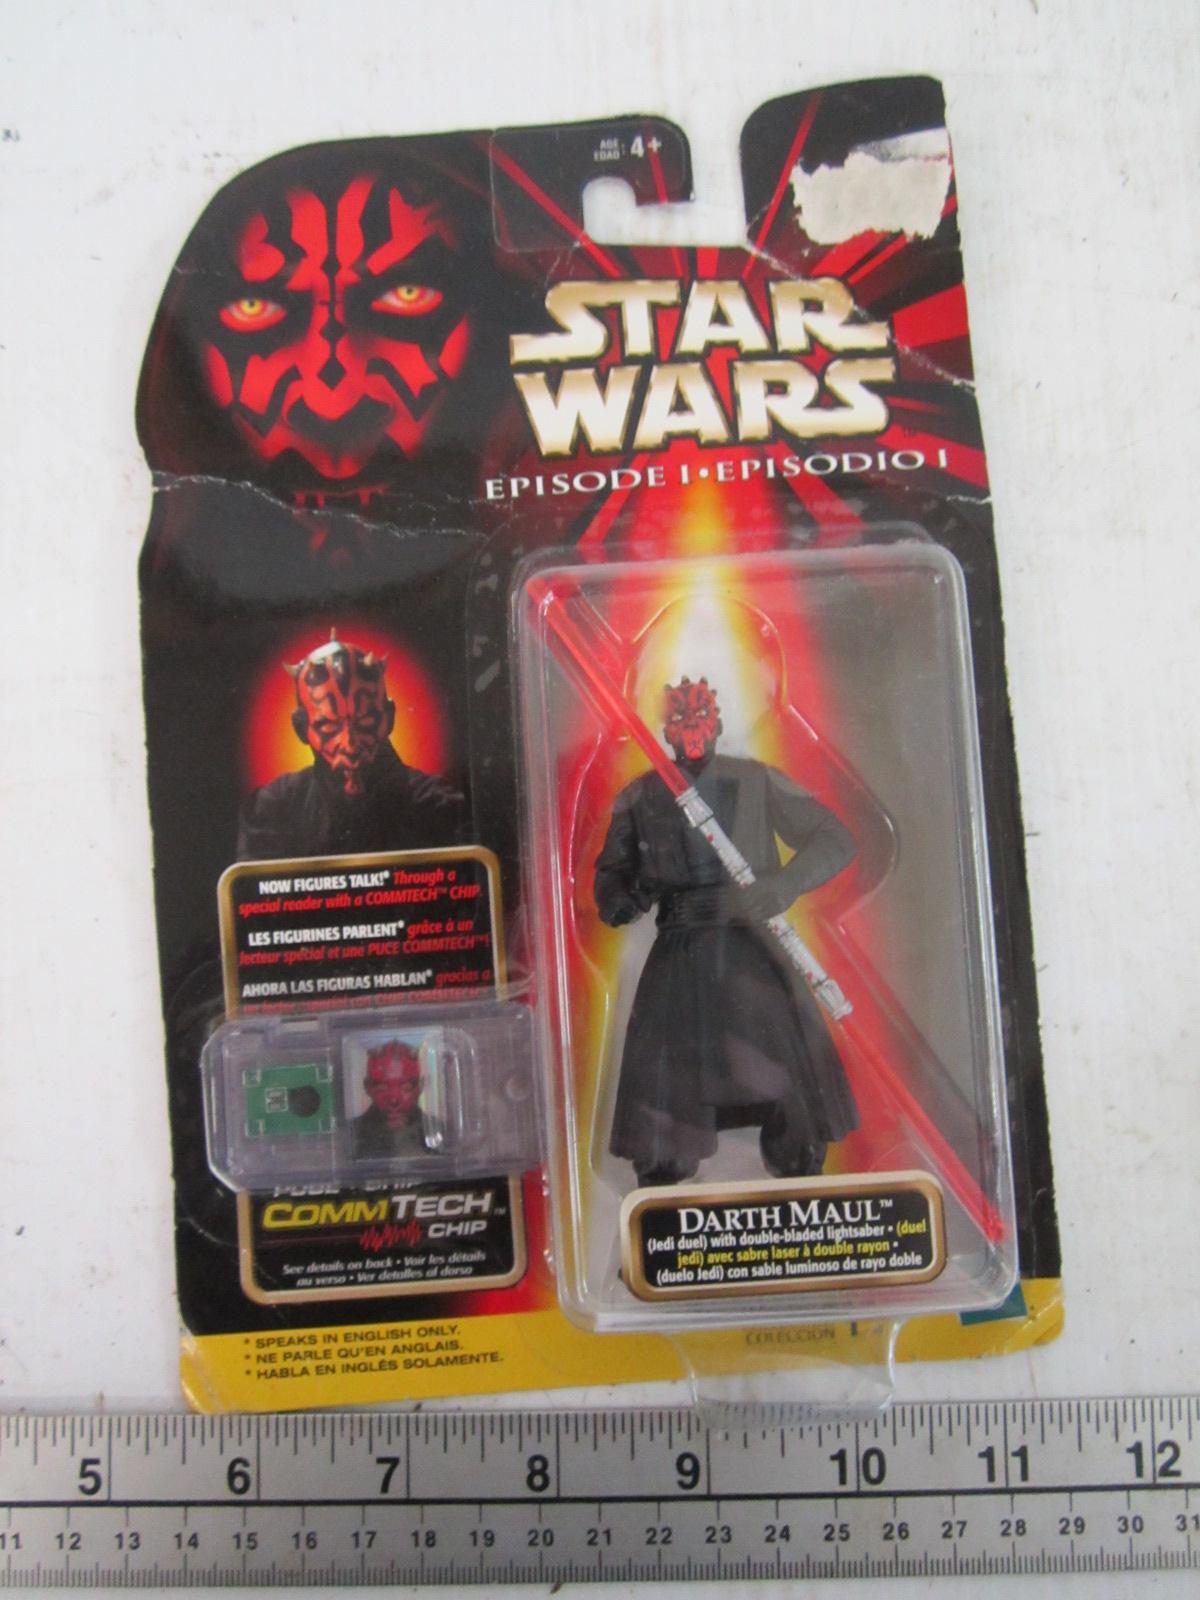 AGE
EDAD : 4+
STAR
WARS
EPISODE I • EPISODIO I
NOW FIGURES TALK!* Through a
special reader with a COMMTECH™ CHIP.
LES FIGURINES PARLENT* grâce à un
lecteur spécial et une PUCE COMMTECH™!
AHORA LAS FIGURAS HABLAN* gracias a
COMMTECH™
CHIP
See details on back • Voir les détails
au verso • Ver detalles al dorso
* SPEAKS IN ENGLISH ONLY.
* NE PARLE QU'EN ANGLAIS.
* HABLA EN INGLÉS SOLAMENTE.
DARTH MAUL™
(Jedi duel) with double-bladed lightsaber • (duel
jedi) avec sabre laser à double rayon •
(duelo Jedi) con sable luminoso de rayo doble
COLECCIÓN
5 6 7 8 9 10 11 12
11 12 13 14 15 16 17 18 19 20 21 22 23 24 25 26 27 28 29 30 31